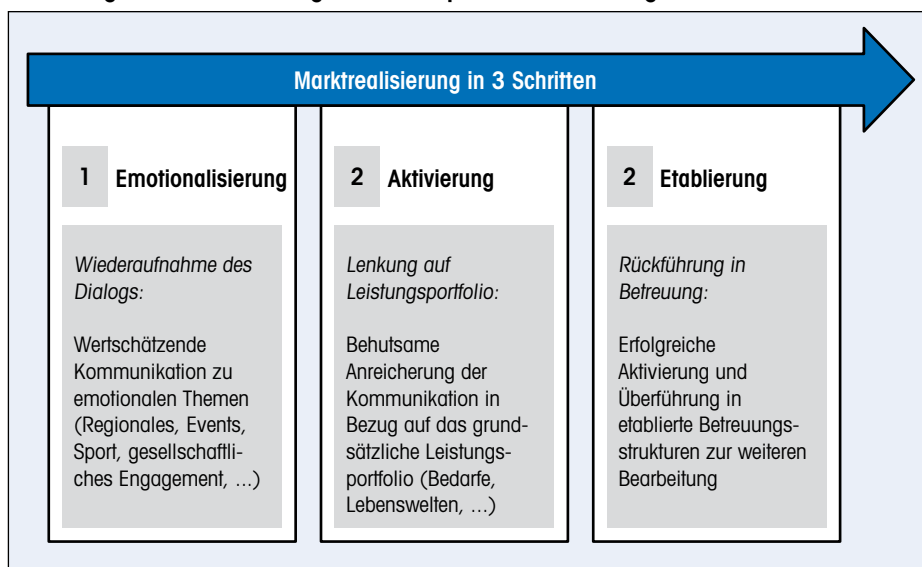 Marktrealisierung in 3 Schritten
1 Emotionalisierung
Wiederaufnahme des
Dialogs:
Wertschätzende
Kommunikation zu
emotionalen Themen
(Regionales, Events,
Sport, gesellschaftli-
ches Engagement, ...)
2 Aktivierung
Lenkung auf
Leistungsportfolio:
Behutsame
Anreicherung der
Kommunikation in
Bezug auf das grund-
sätzliche Leistungs-
portfolio (Bedarfe,
Lebenswelten, ...)
2 Etablierung
Rückführung in
Betreuung:
Erfolgreiche
Aktivierung und
Überführung in
etablierte Betreuungs-
strukturen zur weiteren
Bearbeitung